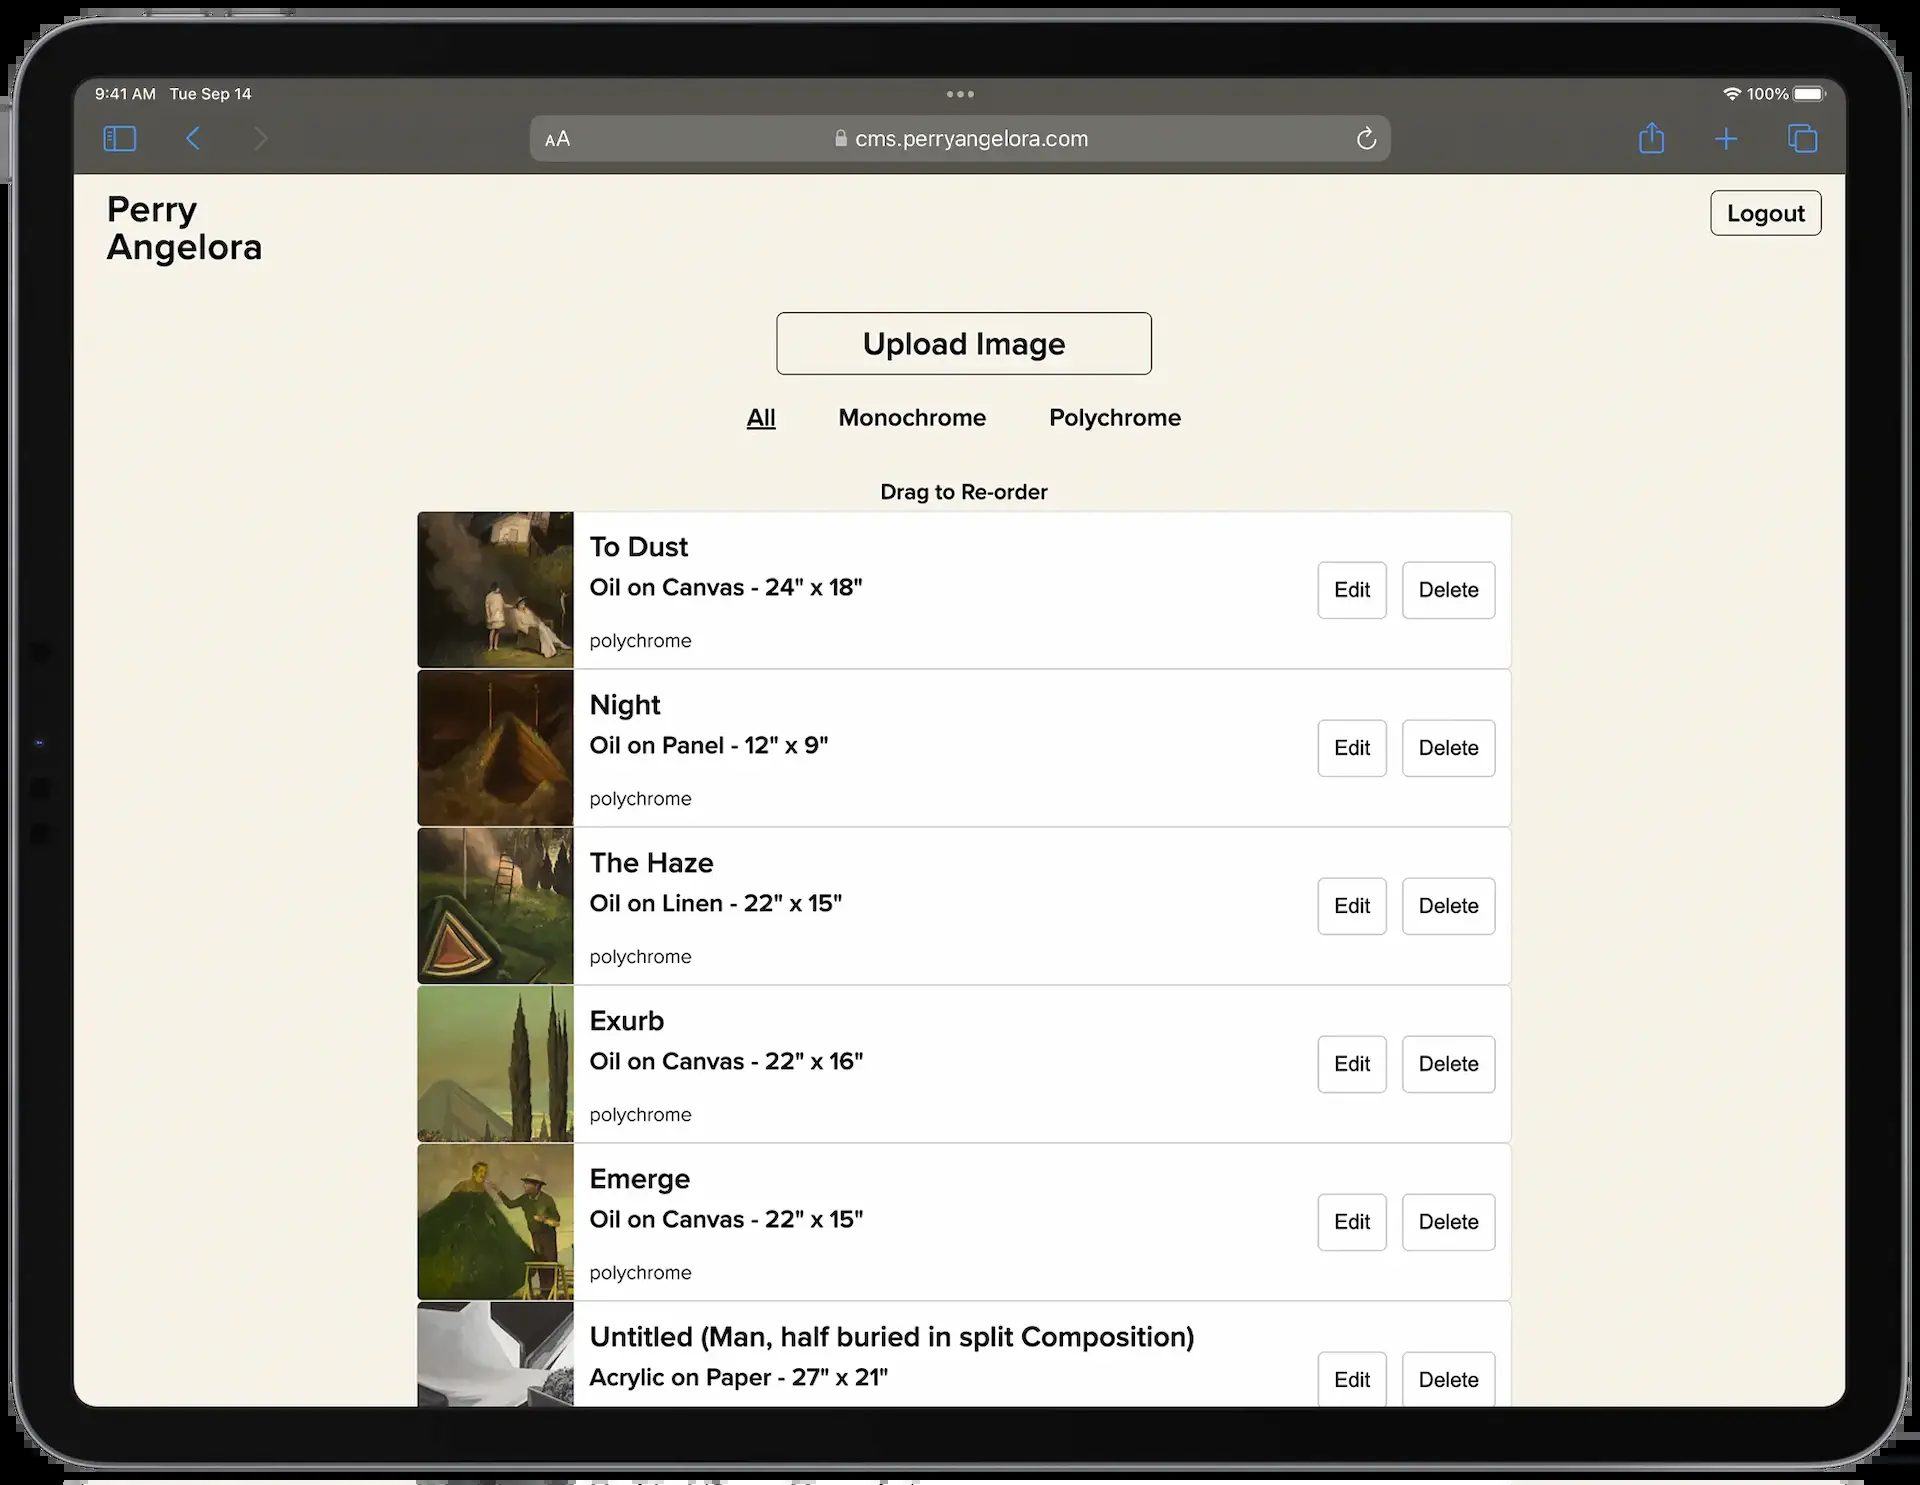 9:41 AM Tue Sep 14
100%
AA
cms.perryangelora.com
Perry
Angelora
Logout
Upload Image
All Monochrome Polychrome
Drag to Re-order
To Dust
Oil on Canvas - 24" x 18"
polychrome
Edit Delete
Night
Oil on Panel - 12" x 9"
polychrome
Edit Delete
The Haze
Oil on Linen - 22" x 15"
polychrome
Edit Delete
Exurb
Oil on Canvas - 22" x 16"
polychrome
Edit Delete
Emerge
Oil on Canvas - 22" x 15"
polychrome
Edit Delete
Untitled (Man, half buried in split Composition)
Acrylic on Paper - 27" x 21"
Edit Delete